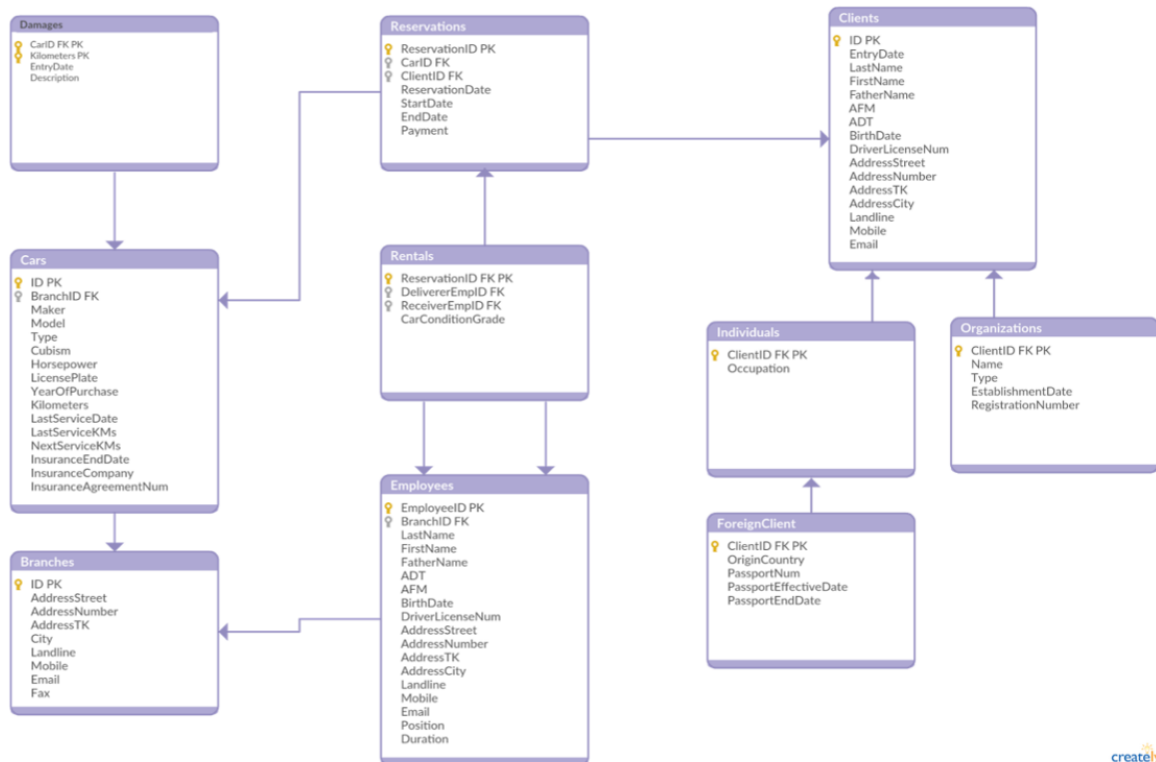 Damages
CarID FK PK
Kilometers PK
EntryDate
Description
Reservations
ReservationID PK
CarID FK
ClientID FK
ReservationDate
StartDate
EndDate
Payment
Clients
ID PK
EntryDate
LastName
FirstName
FatherName
AFM
ADT
BirthDate
DriverLicenseNum
AddressStreet
AddressNumber
AddressTK
AddressCity
Landline
Mobile
Email
Cars
ID PK
BranchID FK
Maker
Model
Type
Cubism
Horsepower
LicensePlate
YearOfPurchase
Kilometers
LastServiceDate
LastServiceKMs
NextServiceKMs
InsuranceEndDate
InsuranceCompany
InsuranceAgreementNum
Rentals
ReservationID FK PK
DelivererEmpID FK
ReceiverEmpID FK
CarConditionGrade
Individuals
ClientID FK PK
Occupation
Organizations
ClientID FK PK
Name
Type
EstablishmentDate
RegistrationNumber
Employees
EmployeeID PK
BranchID FK
LastName
FirstName
FatherName
ADT
AFM
BirthDate
DriverLicenseNum
AddressStreet
AddressNumber
AddressTK
AddressCity
Landline
Mobile
Email
Position
Duration
ForeignClient
ClientID FK PK
OriginCountry
PassportNum
PassportEffectiveDate
PassportEndDate
Branches
ID PK
AddressStreet
AddressNumber
AddressTK
City
Landline
Mobile
Email
Fax